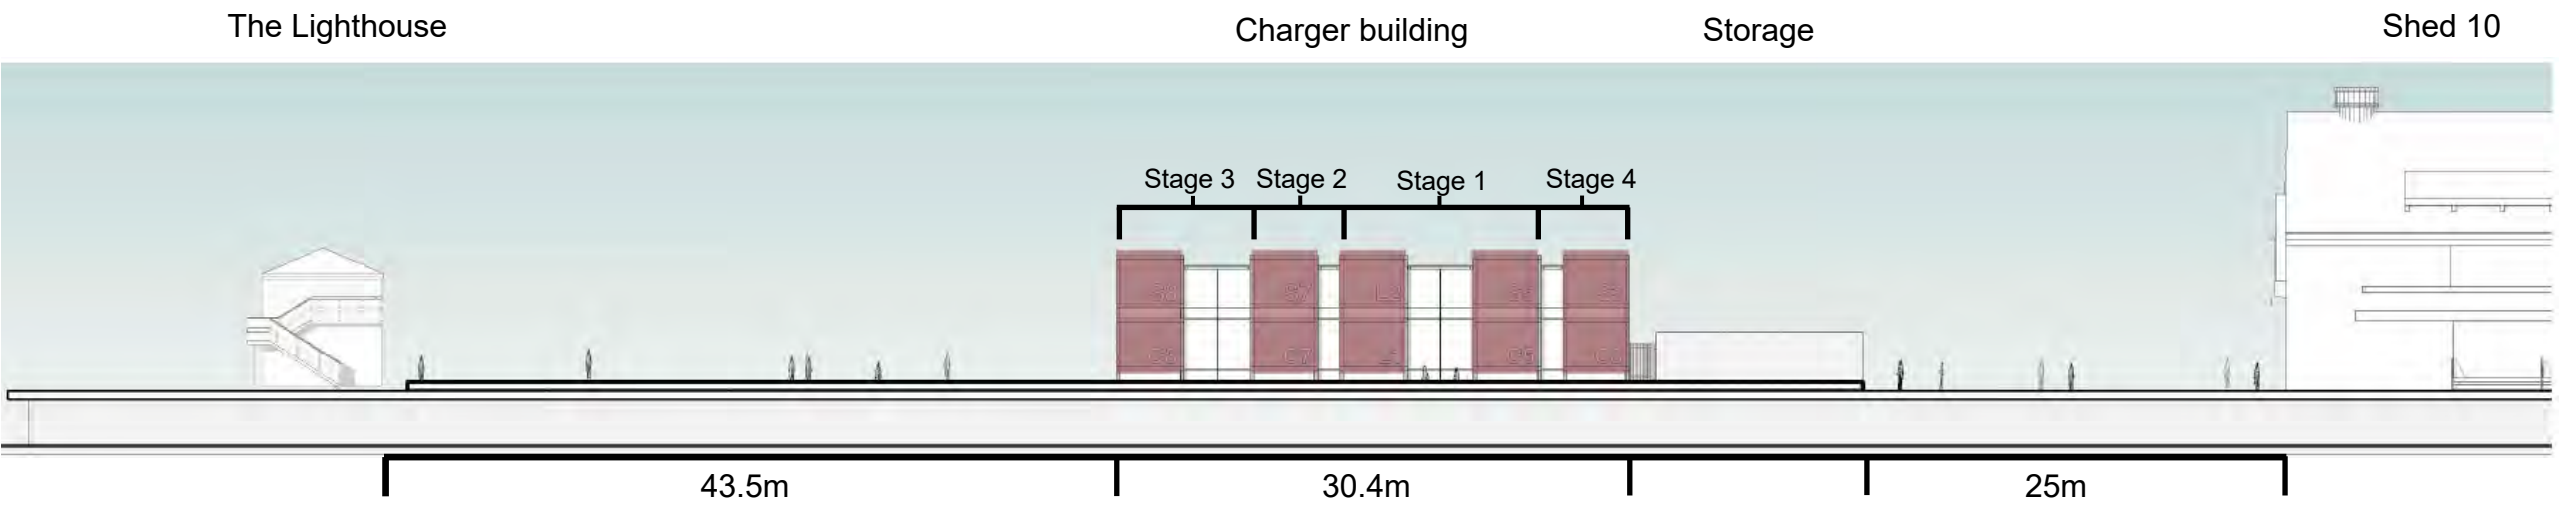 The Lighthouse
Charger building
Storage
Shed 10
Stage 3
Stage 2
Stage 1
Stage 4
43.5m
30.4m
25m